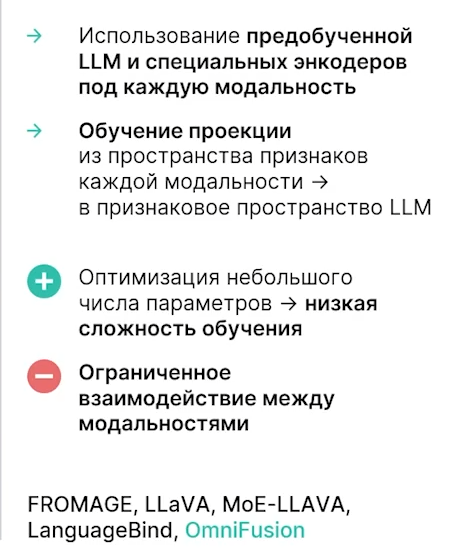 → Использование предобученной
LLM и специальных энкодеров
под каждую модальность
→ Обучение проекции
из пространства признаков
каждой модальности →
в признаковое пространство LLM
+ Оптимизация небольшого
числа параметров → низкая
сложность обучения
− Ограниченное
взаимодействие между
модальностями
FROMAGE, LLaVA, MoE-LLAVA,
LanguageBind, OmniFusion